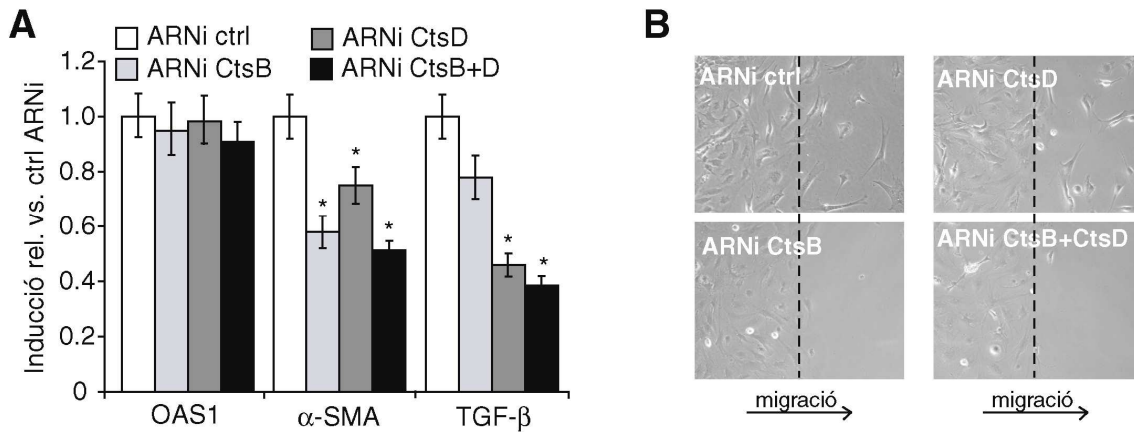 A
ARNi ctrl
ARNi CtsD
ARNi CtsB
ARNi CtsB+D
Inducció rel. vs. ctrl ARNi
1.2
1.0
0.8
0.6
0.4
0.2
0
*
*
*
*
*
OAS1
α-SMA
TGF-β
B
ARNi ctrl
ARNi CtsD
ARNi CtsB
ARNi CtsB+CtsD
migració
migració